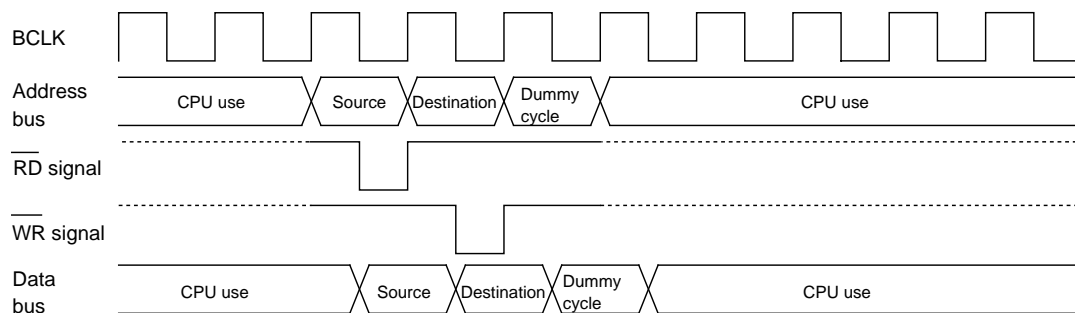 BCLK
Address
bus
CPU use
Source
Destination
Dummy
cycle
CPU use
RD signal
WR signal
Data
bus
CPU use
Source
Destination
Dummy
cycle
CPU use